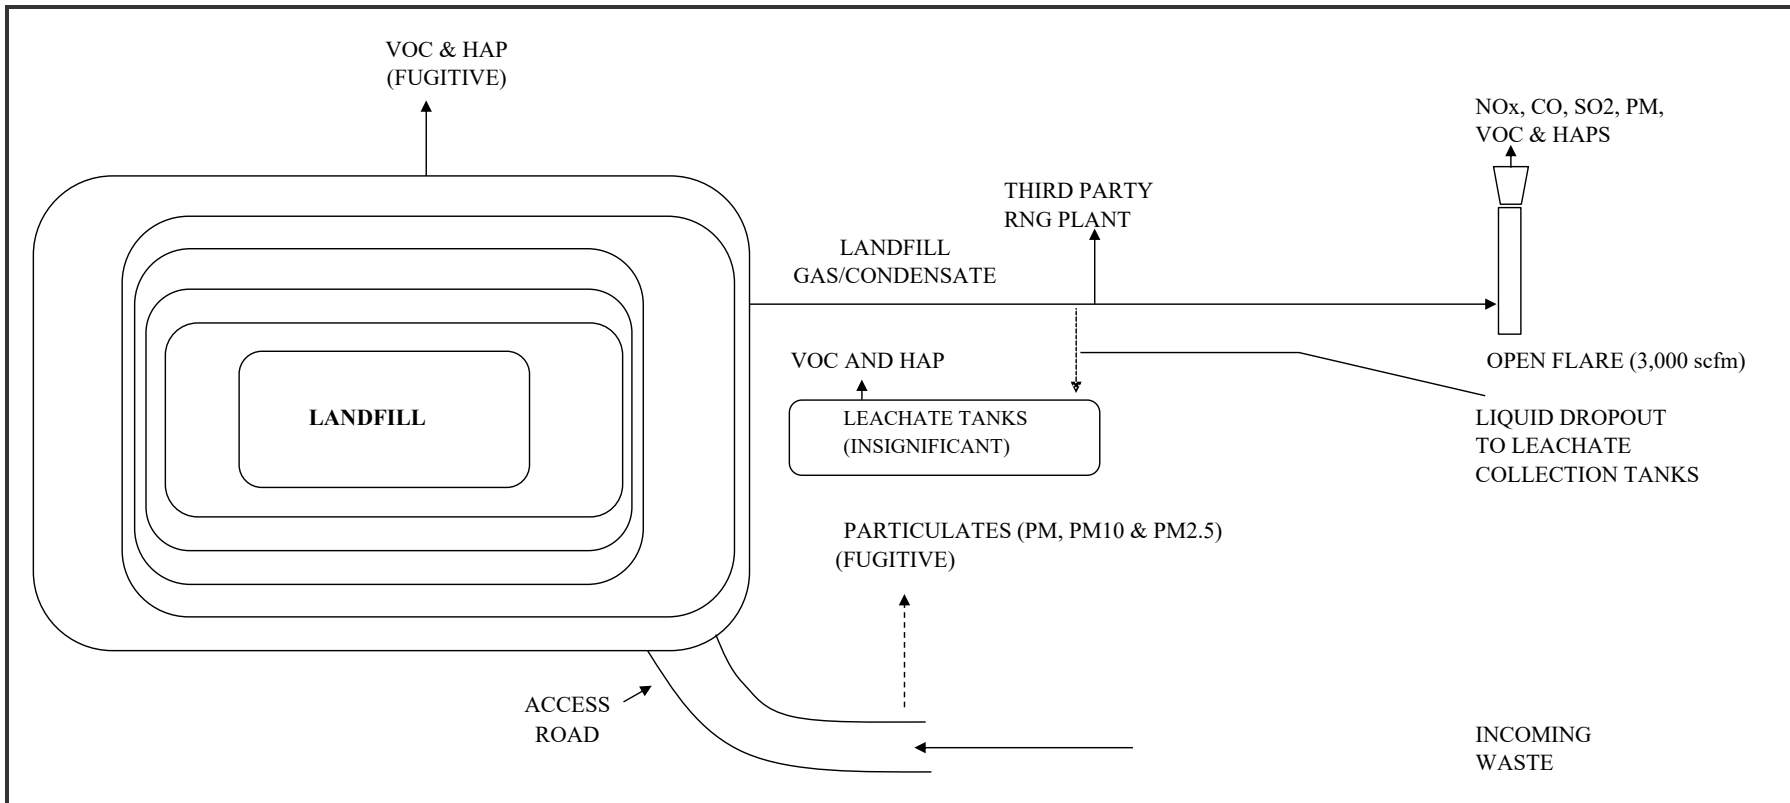 VOC & HAP
(FUGITIVE)
NOx, CO, SO2, PM,
VOC & HAPS
THIRD PARTY
RNG PLANT
LANDFILL
GAS/CONDENSATE
VOC AND HAP
OPEN FLARE (3,000 scfm)
LANDFILL
LEACHATE TANKS
(INSIGNIFICANT)
LIQUID DROPOUT
TO LEACHATE
COLLECTION TANKS
PARTICULATES (PM, PM10 & PM2.5)
(FUGITIVE)
ACCESS
ROAD
INCOMING
WASTE